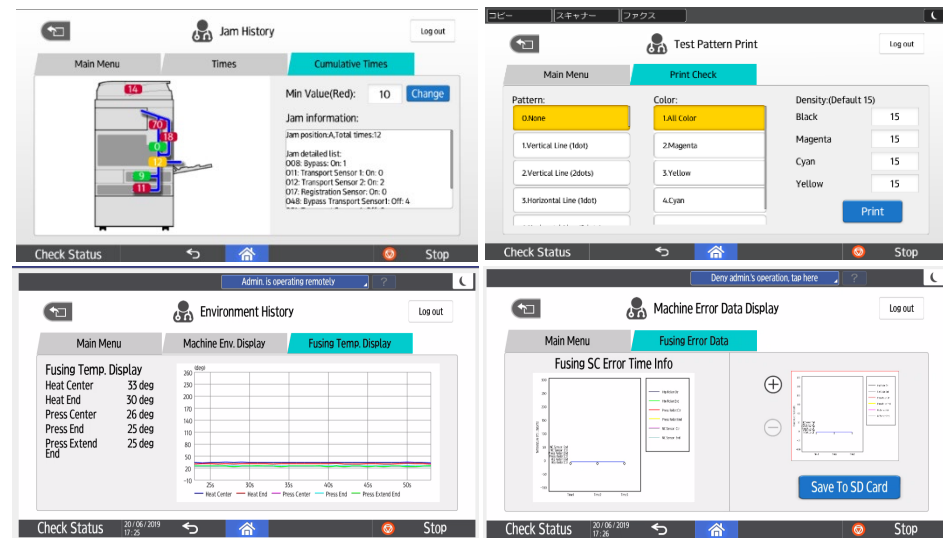 Jam History
Log out
Main Menu
Times
Cumulative Times
14
70
18
0
12
9
11
Min Value(Red): 10 Change
Jam information:
Jam position:A,Total times:12
Jam detailed list:
008: Bypass: On: 1
011: Transport Sensor 1: On: 0
012: Transport Sensor 2: On: 2
017: Registration Sensor: On: 0
048: Bypass Transport Sensor1: Off: 4
Check Status
Stop
コピー
スキャナー
ファクス
Test Pattern Print
Log out
Main Menu
Print Check
Pattern:
0.None
1.Vertical Line (1dot)
2.Vertical Line (2dots)
3.Horizontal Line (1dot)
Color:
1.All Color
2.Magenta
3.Yellow
4.Cyan
Density:(Default 15)
Black 15
Magenta 15
Cyan 15
Yellow 15
Print
Check Status
Stop
Admin. is operating remotely
?
Environment History
Log out
Main Menu
Machine Env. Display
Fusing Temp. Display
Fusing Temp. Display
Heat Center 33 deg
Heat End 30 deg
Press Center 26 deg
Press End 25 deg
Press Extend 25 deg
End
(deg)
260
230
200
170
140
110
80
50
20
-10
25s 30s 35s 40s 45s 50s
Heat Center Heat End Press Center Press End Press Extend End
Check Status
20/06/2019
17:25
Stop
Deny admin.'s operation, tap here
?
Machine Error Data Display
Log out
Main Menu
Fusing Error Data
Fusing SC Error Time Info
Save To SD Card
Check Status
20/06/2019
17:26
Stop